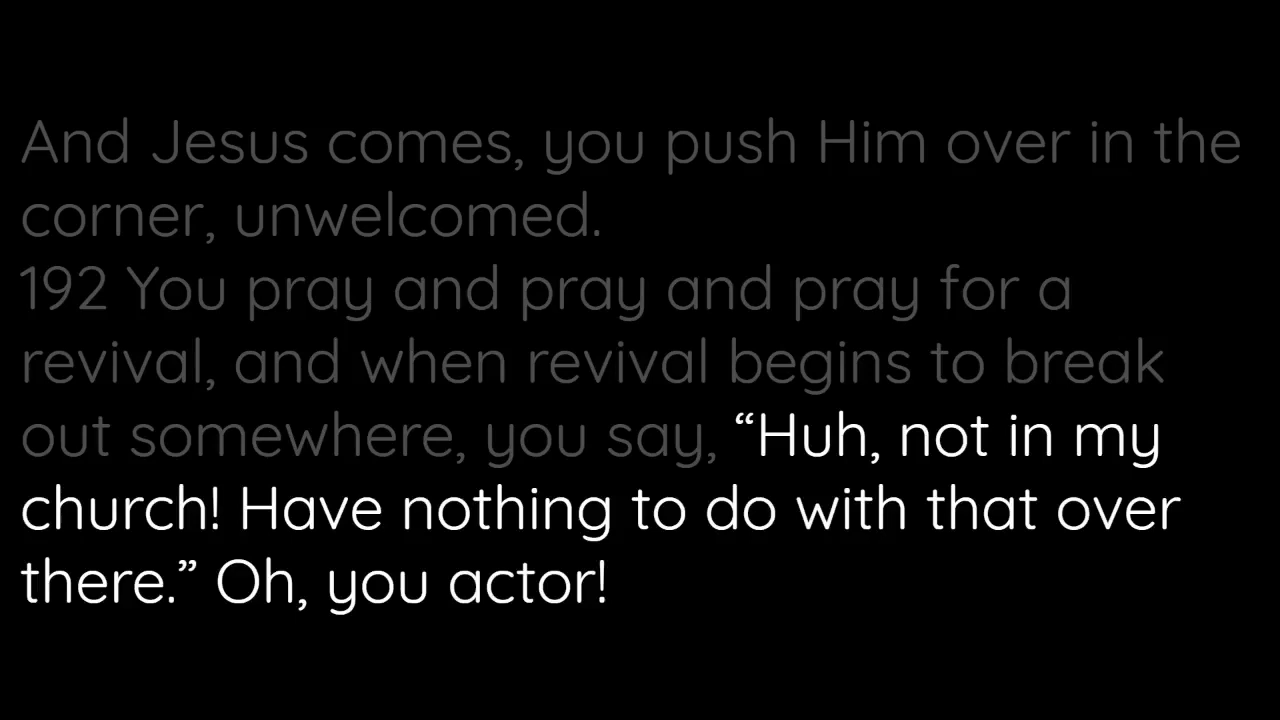 And Jesus comes, you push Him over in the
corner, unwelcomed.
192 You pray and pray and pray for a
revival, and when revival begins to break
out somewhere, you say, “Huh, not in my
church! Have nothing to do with that over
there.” Oh, you actor!